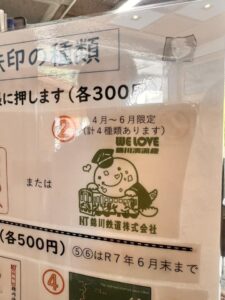 印の種類
に押します(各300円
②
4月~6月限定
(計4種類あります)
WE LOVE
または
HT 錦川鉄道株式会社
(各500円) ⑤⑥はR7年6月末まで
④